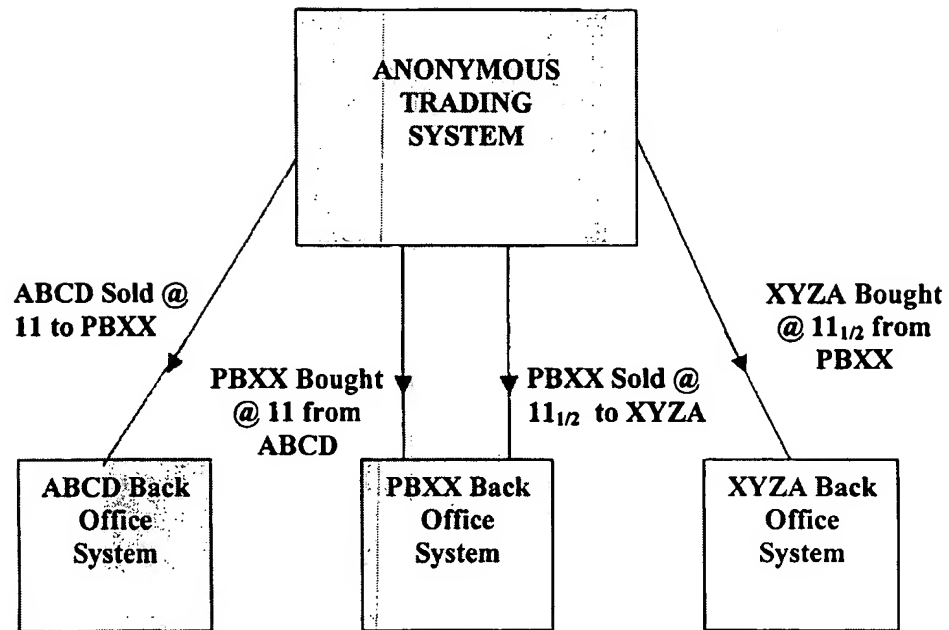 ANONYMOUS
TRADING
SYSTEM
ABCD Sold @
11 to PBXX
PBXX Bought
@ 11 from
ABCD
PBXX Sold @
11 1/2 to XYZA
XYZA Bought
@ 11 1/2 from
PBXX
ABCD Back
Office
System
PBXX Back
Office
System
XYZA Back
Office
System